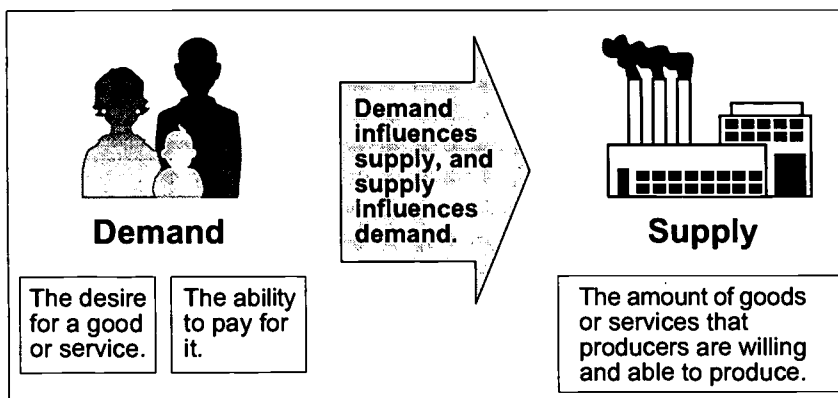 Demand
influences
supply, and
supply
influences
demand.
Demand
Supply
The desire
for a good
or service.
The ability
to pay for
it.
The amount of goods
or services that
producers are willing
and able to produce.